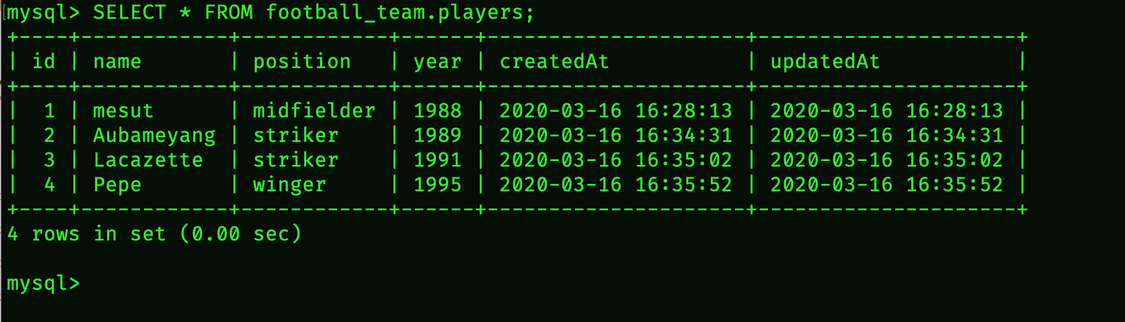 mysql> SELECT * FROM football_team.players;
+----+------------+------------+------+---------------------+---------------------+
| id | name       | position   | year | createdAt           | updatedAt           |
+----+------------+------------+------+---------------------+---------------------+
|  1 | mesut      | midfielder | 1988 | 2020-03-16 16:28:13 | 2020-03-16 16:28:13 |
|  2 | Aubameyang | striker    | 1989 | 2020-03-16 16:34:31 | 2020-03-16 16:34:31 |
|  3 | Lacazette  | striker    | 1991 | 2020-03-16 16:35:02 | 2020-03-16 16:35:02 |
|  4 | Pepe       | winger     | 1995 | 2020-03-16 16:35:52 | 2020-03-16 16:35:52 |
+----+------------+------------+------+---------------------+---------------------+
4 rows in set (0.00 sec)
mysql>